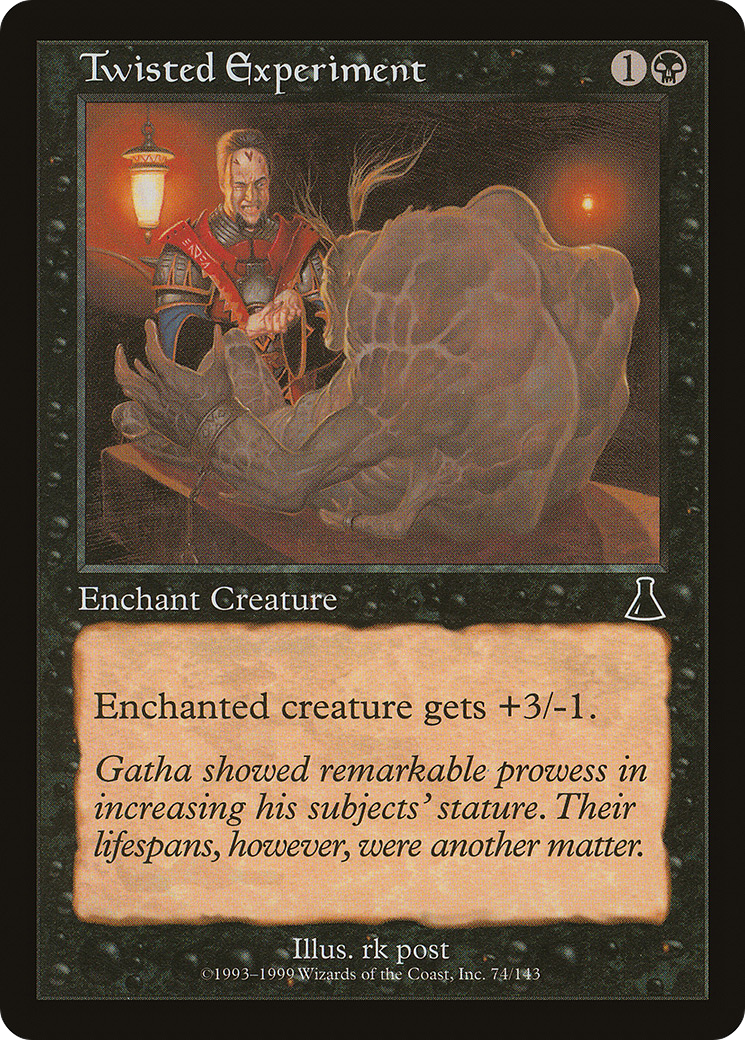 Twisted Experiment 1
Enchant Creature
Enchanted creature gets +3/-1.
Gatha showed remarkable prowess in
increasing his subjects' stature. Their
lifespans, however, were another matter.
Illus. rk post
©1993–1999 Wizards of the Coast, Inc. 74/143